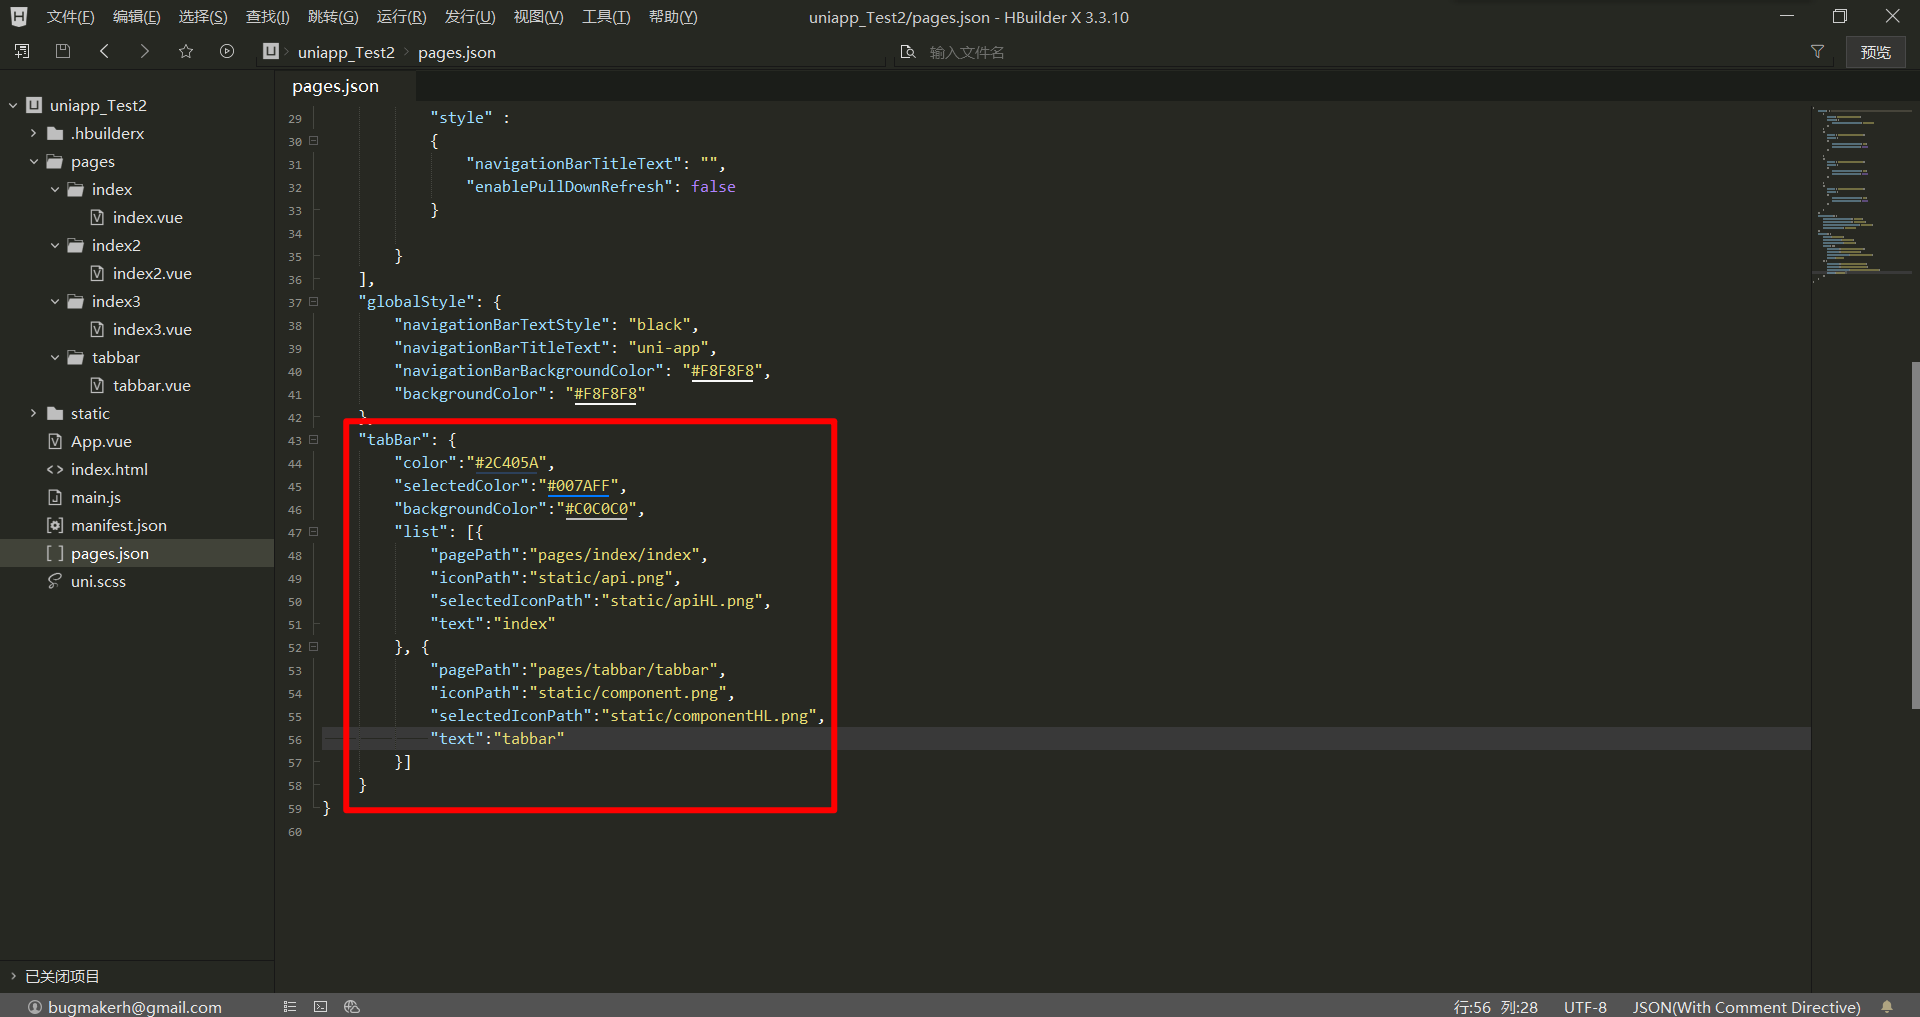 文件(F) 编辑(E) 选择(S) 查找(I) 跳转(G) 运行(R) 发行(U) 视图(V) 工具(T) 帮助(Y) uniapp_Test2/pages.json - HBuilder X 3.3.10
uniapp_Test2 pages.json 输入文件名 预览
uniapp_Test2
.hbuilderx
pages
index
index.vue
index2
index2.vue
index3
index3.vue
tabbar
tabbar.vue
static
App.vue
index.html
main.js
manifest.json
pages.json
uni.scss
已关闭项目
pages.json
29 "style" :
30 {
31 "navigationBarTitleText": "",
32 "enablePullDownRefresh": false
33 }
34
35 }
36 ],
37 "globalStyle": {
38 "navigationBarTextStyle": "black",
39 "navigationBarTitleText": "uni-app",
40 "navigationBarBackgroundColor": "#F8F8F8",
41 "backgroundColor": "#F8F8F8"
42 },
43 "tabBar": {
44 "color":"#2C405A",
45 "selectedColor":"#007AFF",
46 "backgroundColor":"#C0C0C0",
47 "list": [{
48 "pagePath":"pages/index/index",
49 "iconPath":"static/api.png",
50 "selectedIconPath":"static/apiHL.png",
51 "text":"index"
52 }, {
53 "pagePath":"pages/tabbar/tabbar",
54 "iconPath":"static/component.png",
55 "selectedIconPath":"static/componentHL.png",
56 "text":"tabbar"
57 }]
58 }
59 }
60
bugmakerh@gmail.com 行:56 列:28 UTF-8 JSON(With Comment Directive)